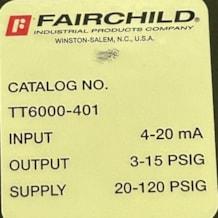 FAIRCHILD
INDUSTRIAL PRODUCTS COMPANY
WINSTON-SALEM, N.C., U.S.A.
CATALOG NO.
TT6000-401
INPUT 4-20 mA
OUTPUT 3-15 PSIG
SUPPLY 20-120 PSIG